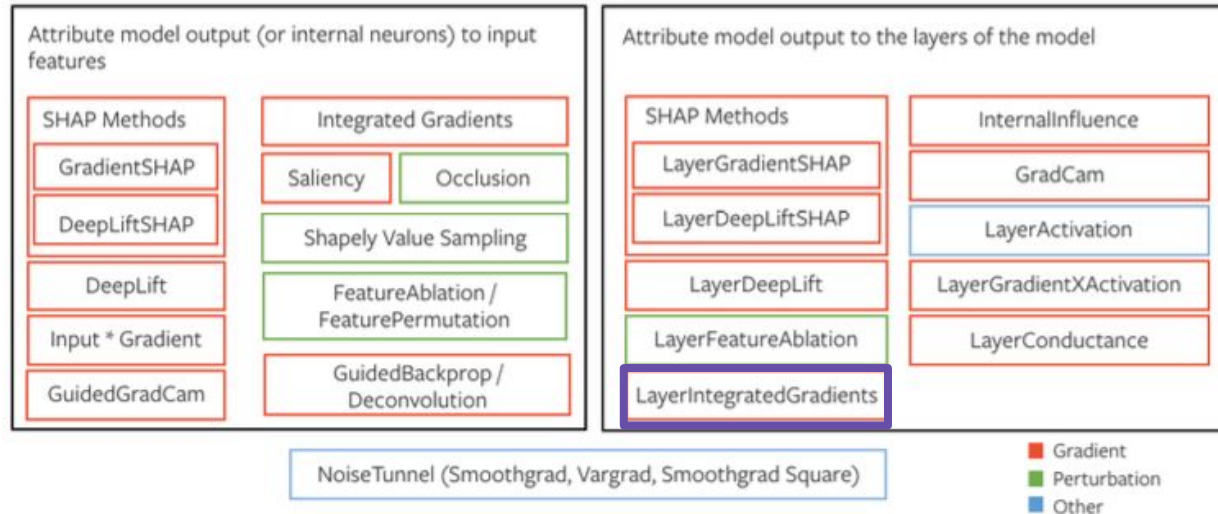 Attribute model output (or internal neurons) to input
features
SHAP Methods
GradientSHAP
DeepLiftSHAP
DeepLift
Input * Gradient
GuidedGradCam
Integrated Gradients
Saliency
Occlusion
Shapely Value Sampling
FeatureAblation /
FeaturePermutation
GuidedBackprop /
Deconvolution
Attribute model output to the layers of the model
SHAP Methods
LayerGradientSHAP
LayerDeepLiftSHAP
LayerDeepLift
LayerFeatureAblation
LayerIntegratedGradients
InternalInfluence
GradCam
LayerActivation
LayerGradientXActivation
LayerConductance
NoiseTunnel (Smoothgrad, Vargrad, Smoothgrad Square)
Gradient
Perturbation
Other